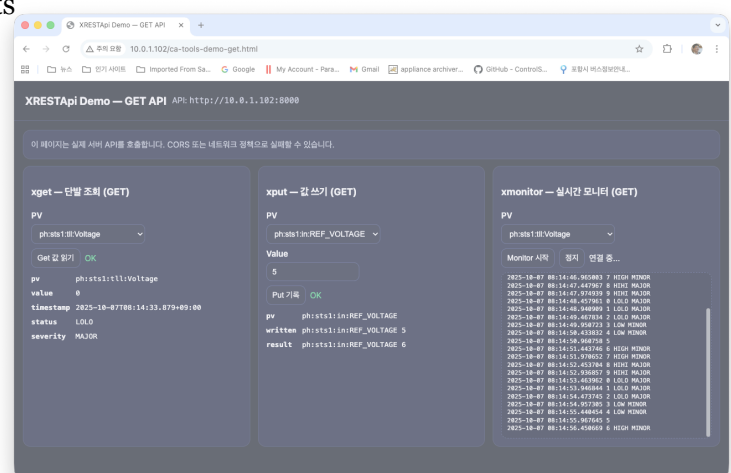 ts
XRESTApi Demo — GET API
주의 요함 10.0.1.102/ca-tools-demo-get.html
뉴스 인기 사이트 Imported From Sa... Google My Account - Para... Gmail appliance archiver... GitHub - ControlS... 포항시 버스정보안내...
XRESTApi Demo — GET API API: http://10.0.1.102:8000
이 페이지는 실제 서버 API를 호출합니다. CORS 또는 네트워크 정책으로 실패할 수 있습니다.
xget — 단발 조회 (GET)
PV
ph:sts1:tll:Voltage
Get 값 읽기 OK
pv ph:sts1:tll:Voltage
value 0
timestamp 2025-10-07T08:14:33.879+09:00
status LOLO
severity MAJOR
xput — 값 쓰기 (GET)
PV
ph:sts1:in:REF_VOLTAGE
Value
5
Put 기록 OK
pv ph:sts1:in:REF_VOLTAGE
written ph:sts1:in:REF_VOLTAGE 5
result ph:sts1:in:REF_VOLTAGE 6
xmonitor — 실시간 모니터 (GET)
PV
ph:sts1:tll:Voltage
Monitor 시작 정지 연결 중...
2025-10-07 08:14:46.965003 7 HIGH MINOR
2025-10-07 08:14:47.447967 8 HIHI MAJOR
2025-10-07 08:14:47.974939 9 HIHI MAJOR
2025-10-07 08:14:48.457961 0 LOLO MAJOR
2025-10-07 08:14:48.940909 1 LOLO MAJOR
2025-10-07 08:14:49.467834 2 LOLO MAJOR
2025-10-07 08:14:49.950723 3 LOW MINOR
2025-10-07 08:14:50.433832 4 LOW MINOR
2025-10-07 08:14:50.960758 5
2025-10-07 08:14:51.443746 6 HIGH MINOR
2025-10-07 08:14:51.970652 7 HIGH MINOR
2025-10-07 08:14:52.453704 8 HIHI MAJOR
2025-10-07 08:14:52.936857 9 HIHI MAJOR
2025-10-07 08:14:53.463962 0 LOLO MAJOR
2025-10-07 08:14:53.946844 1 LOLO MAJOR
2025-10-07 08:14:54.473745 2 LOLO MAJOR
2025-10-07 08:14:54.957305 3 LOW MINOR
2025-10-07 08:14:55.440454 4 LOW MINOR
2025-10-07 08:14:55.967645 5
2025-10-07 08:14:56.450669 6 HIGH MINOR